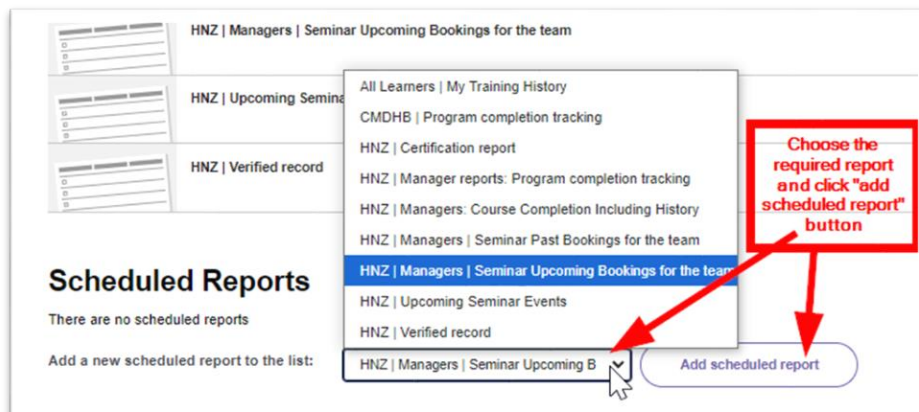 HNZ | Managers | Seminar Upcoming Bookings for the team
HNZ | Upcoming Semina
HNZ | Verified record
All Learners | My Training History
CMDHB | Program completion tracking
HNZ | Certification report
HNZ | Manager reports: Program completion tracking
HNZ | Managers: Course Completion Including History
HNZ | Managers | Seminar Past Bookings for the team
HNZ | Managers | Seminar Upcoming Bookings for the team
HNZ | Upcoming Seminar Events
HNZ | Verified record
Choose the
required report
and click "add
scheduled report"
button
Scheduled Reports
There are no scheduled reports
Add a new scheduled report to the list:
HNZ | Managers | Seminar Upcoming B
Add scheduled report